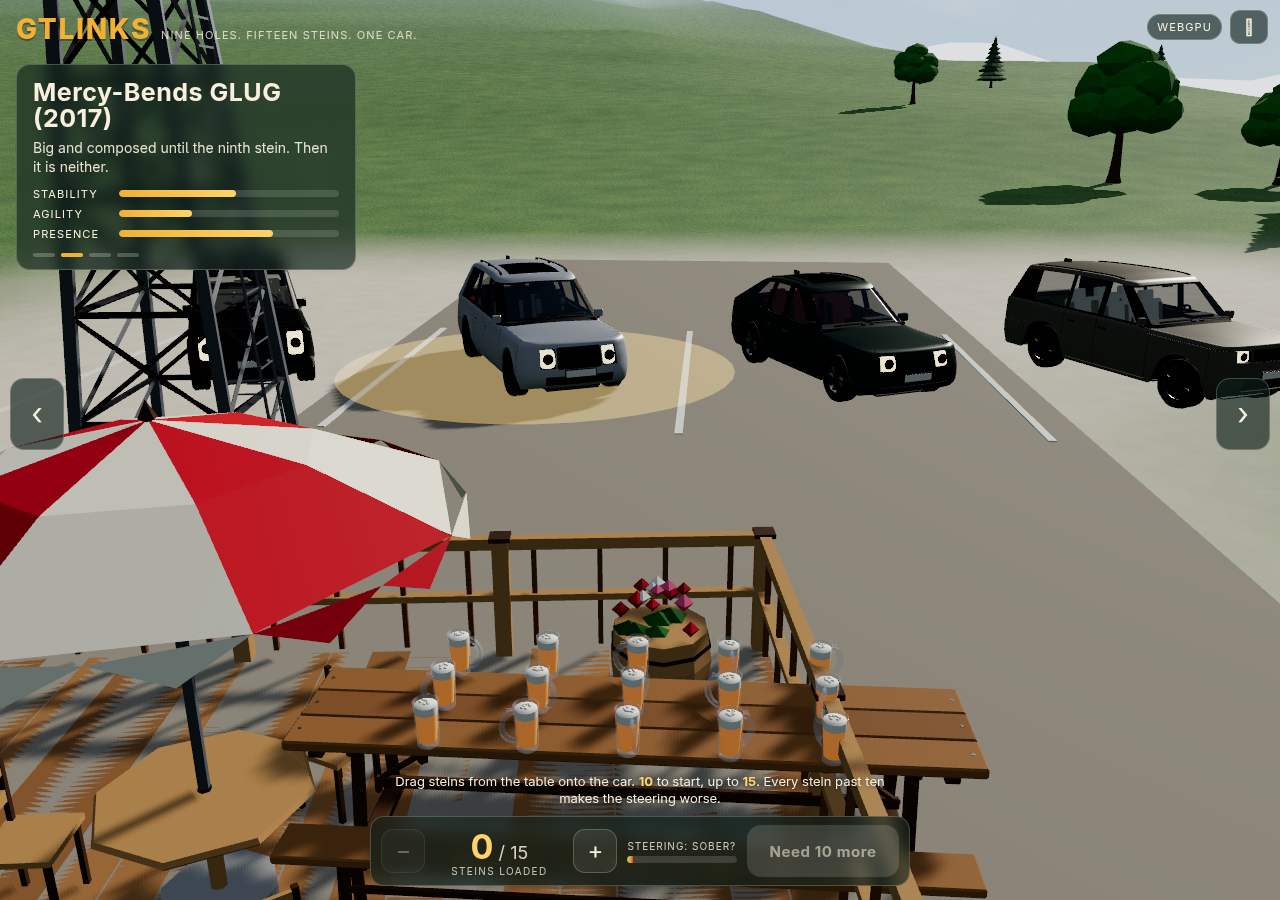 GTLINKS NINE HOLES. FIFTEEN STEINS. ONE CAR.
WEBGPU
Mercy-Bends GLUG
(2017)
Big and composed until the ninth stein. Then
it is neither.
STABILITY
AGILITY
PRESENCE
Drag steins from the table onto the car. 10 to start, up to 15. Every stein past ten
makes the steering worse.
0 / 15
STEINS LOADED
STEERING: SOBER?
Need 10 more